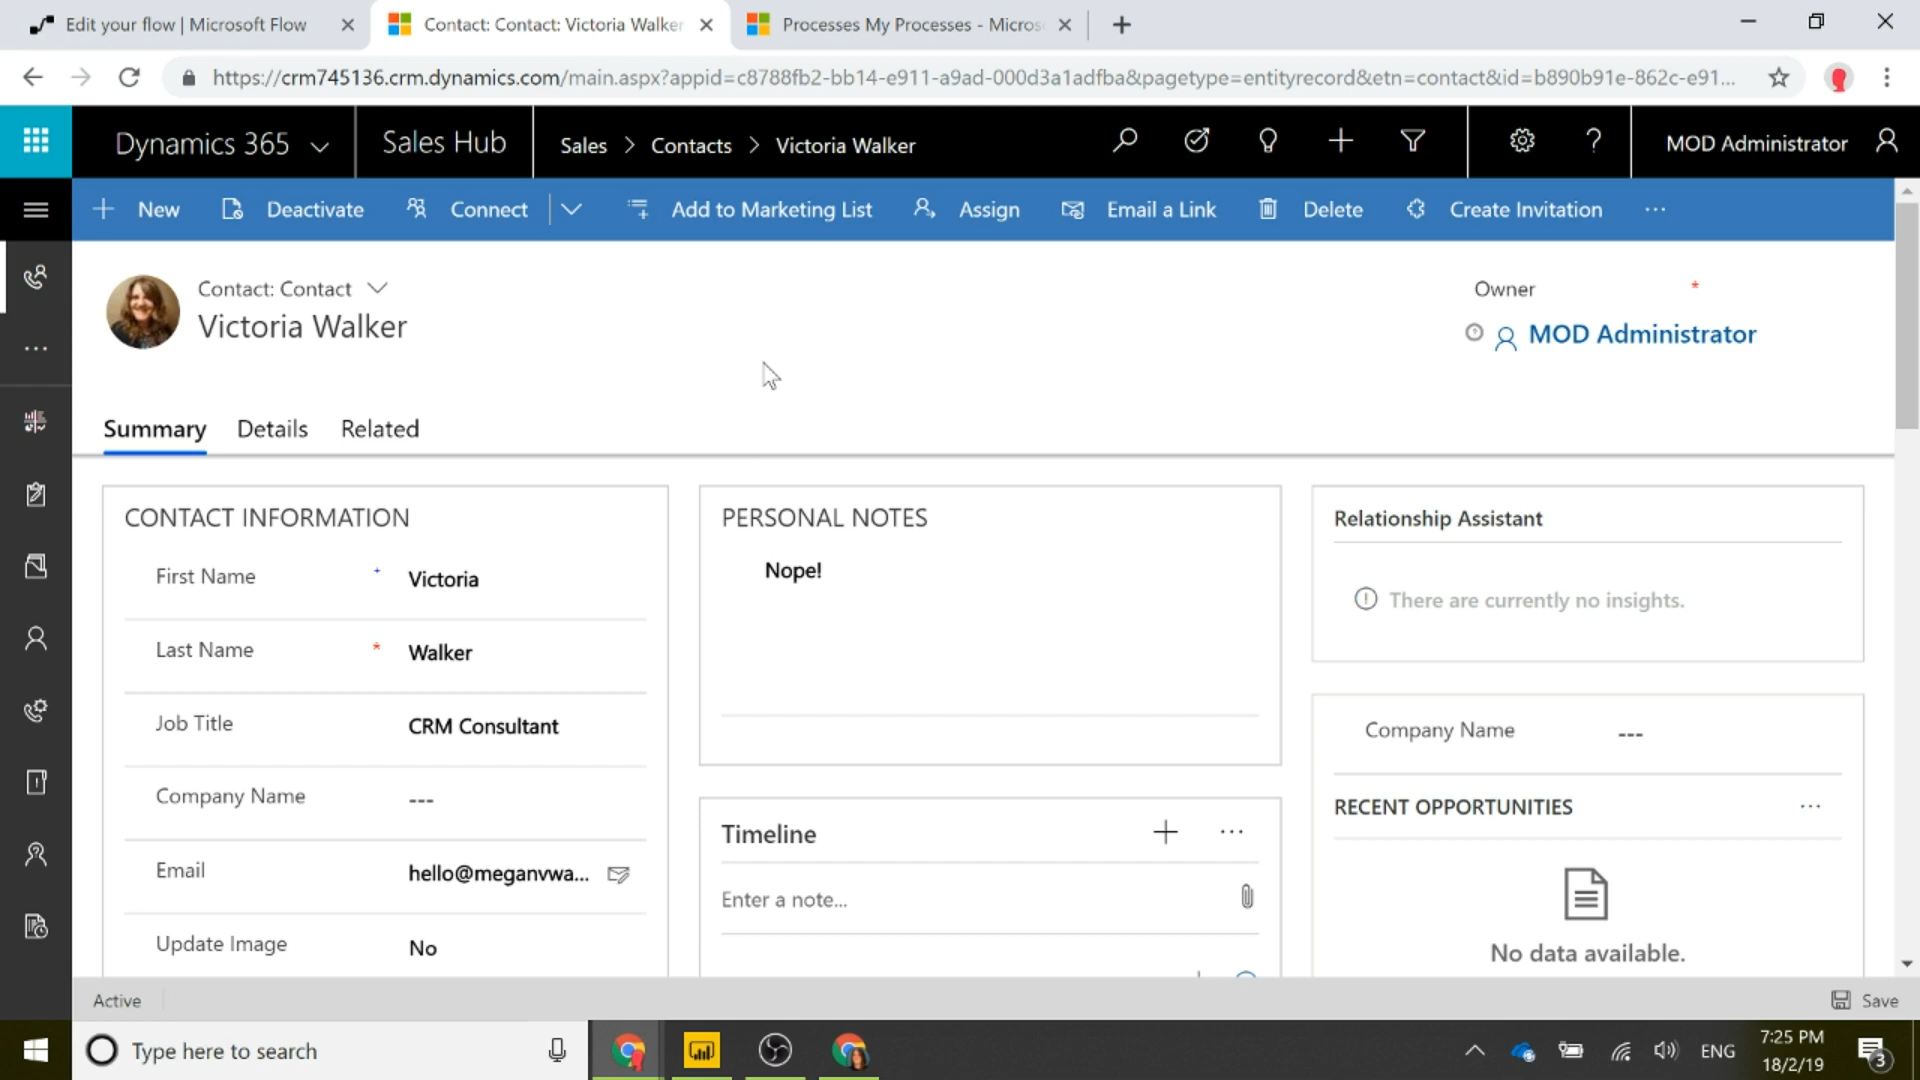 Edit your flow | Microsoft Flow
Contact: Contact: Victoria Walker
Processes My Processes - Micros
https://crm745136.crm.dynamics.com/main.aspx?appid=c8788fb2-bb14-e911-a9ad-000d3a1adfba&pagetype=entityrecord&etn=contact&id=b890b91e-862c-e91...
Dynamics 365
Sales Hub
Sales > Contacts > Victoria Walker
MOD Administrator
New
Deactivate
Connect
Add to Marketing List
Assign
Email a Link
Delete
Create Invitation
...
Contact: Contact
Victoria Walker
Owner *
MOD Administrator
Summary
Details
Related
CONTACT INFORMATION
First Name + Victoria
Last Name * Walker
Job Title CRM Consultant
Company Name ---
Email hello@meganvwa...
Update Image No
PERSONAL NOTES
Nope!
Timeline
Enter a note...
Relationship Assistant
There are currently no insights.
Company Name ---
RECENT OPPORTUNITIES
No data available.
Active
Save
Type here to search
ENG
7:25 PM
18/2/19
3